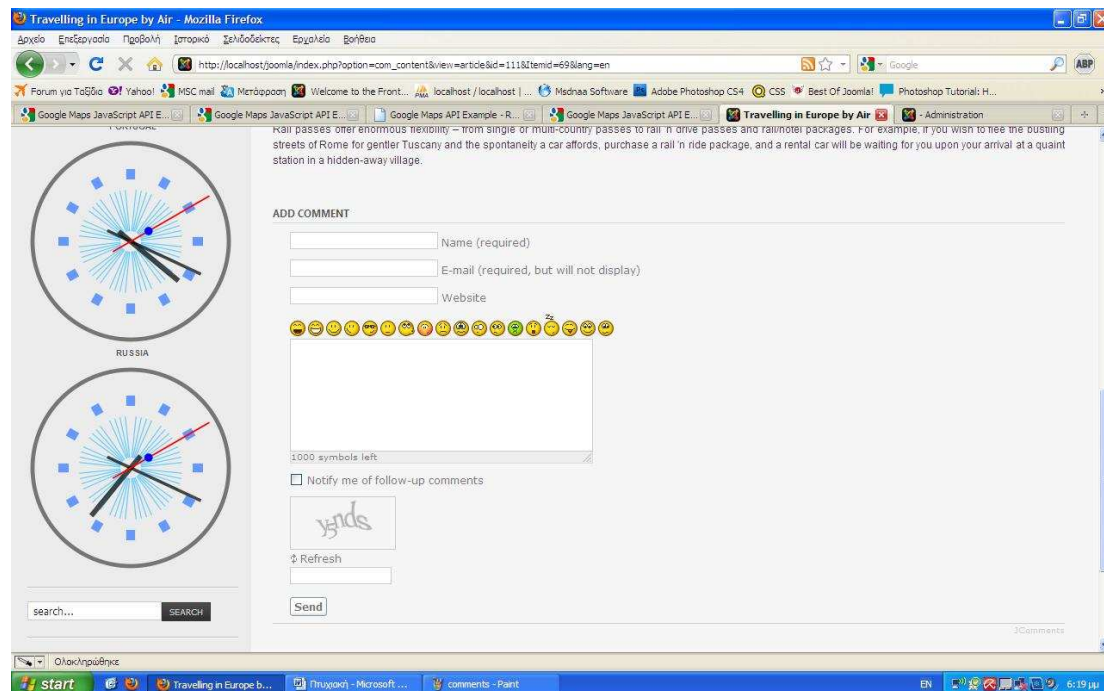 Travelling in Europe by Air - Mozilla Firefox
Αρχείο Επεξεργασία Προβολή Ιστορικό Σελιδοδείκτες Εργαλεία Βοήθεια
http://localhost/joomla/index.php?option=com_content&view=article&id=111&Itemid=69&lang=en
Google
ABP
Forum για Ταξίδια Yahoo! MSC mail Μετάφραση Welcome to the Front... localhost / localhost | ... Msdnaa Software Adobe Photoshop CS4 CSS Best Of Joomla! Photoshop Tutorial: H...
Google Maps JavaScript API E... Google Maps JavaScript API E... Google Maps API Example - R... Google Maps JavaScript API E... Travelling in Europe by Air - Administration
PORTUGAL
Rail passes offer enormous flexibility – from single or multi-country passes to rail 'n drive passes and rail/hotel packages. For example, if you wish to flee the bustling
streets of Rome for gentler Tuscany and the spontaneity a car affords, purchase a rail 'n ride package, and a rental car will be waiting for you upon your arrival at a quaint
station in a hidden-away village.
ADD COMMENT
Name (required)
E-mail (required, but will not display)
Website
zz
RUSSIA
1000 symbols left
Notify me of follow-up comments
Refresh
Send
search...
SEARCH
JComments
Ολοκληρώθηκε
start
Travelling in Europe b...
Πτυχιακή - Microsoft ...
comments - Paint
EN
6:19 μμ